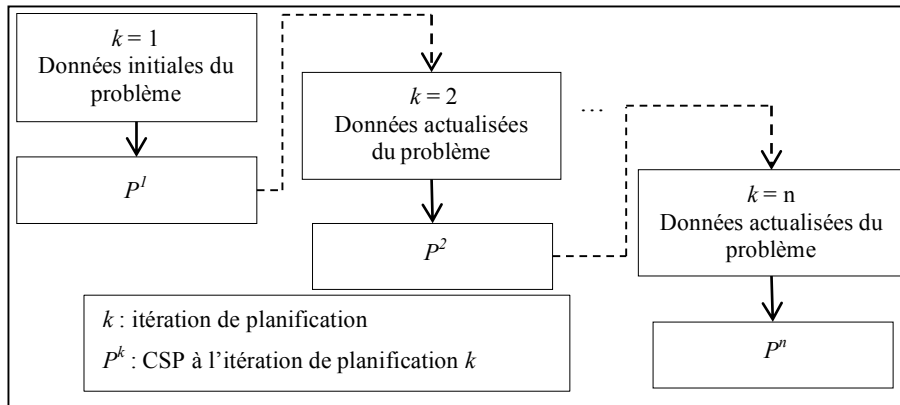 k = 1
Données initiales du
problème
P¹
k = 2
Données actualisées
du problème
P²
…
k = n
Données actualisées du
problème
Pⁿ
k : itération de planification
Pᵏ : CSP à l’itération de planification k